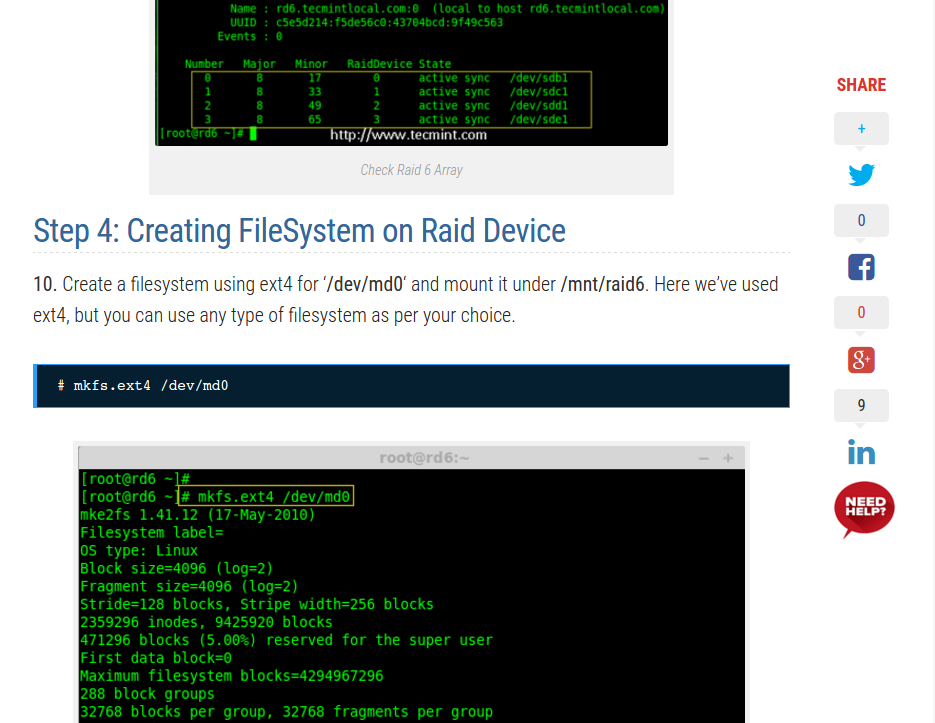 Name : rd6.tecmintlocal.com:0 (local to host rd6.tecmintlocal.com)
UUID : c5e5d214:f5de56c0:43704bcd:9f49c563
Events : 0
Number Major Minor RaidDevice State
0 8 17 0 active sync /dev/sdb1
1 8 33 1 active sync /dev/sdc1
2 8 49 2 active sync /dev/sdd1
3 8 65 3 active sync /dev/sde1
[root@rd6 ~]# http://www.tecmint.com
Check Raid 6 Array
Step 4: Creating FileSystem on Raid Device
10. Create a filesystem using ext4 for ‘/dev/md0‘ and mount it under /mnt/raid6. Here we’ve used
ext4, but you can use any type of filesystem as per your choice.
# mkfs.ext4 /dev/md0
root@rd6:~
[root@rd6 ~]#
[root@rd6 ~]# mkfs.ext4 /dev/md0
mke2fs 1.41.12 (17-May-2010)
Filesystem label=
OS type: Linux
Block size=4096 (log=2)
Fragment size=4096 (log=2)
Stride=128 blocks, Stripe width=256 blocks
2359296 inodes, 9425920 blocks
471296 blocks (5.00%) reserved for the super user
First data block=0
Maximum filesystem blocks=4294967296
288 block groups
32768 blocks per group, 32768 fragments per group
SHARE
+
0
0
g+
9
in
NEED
HELP?